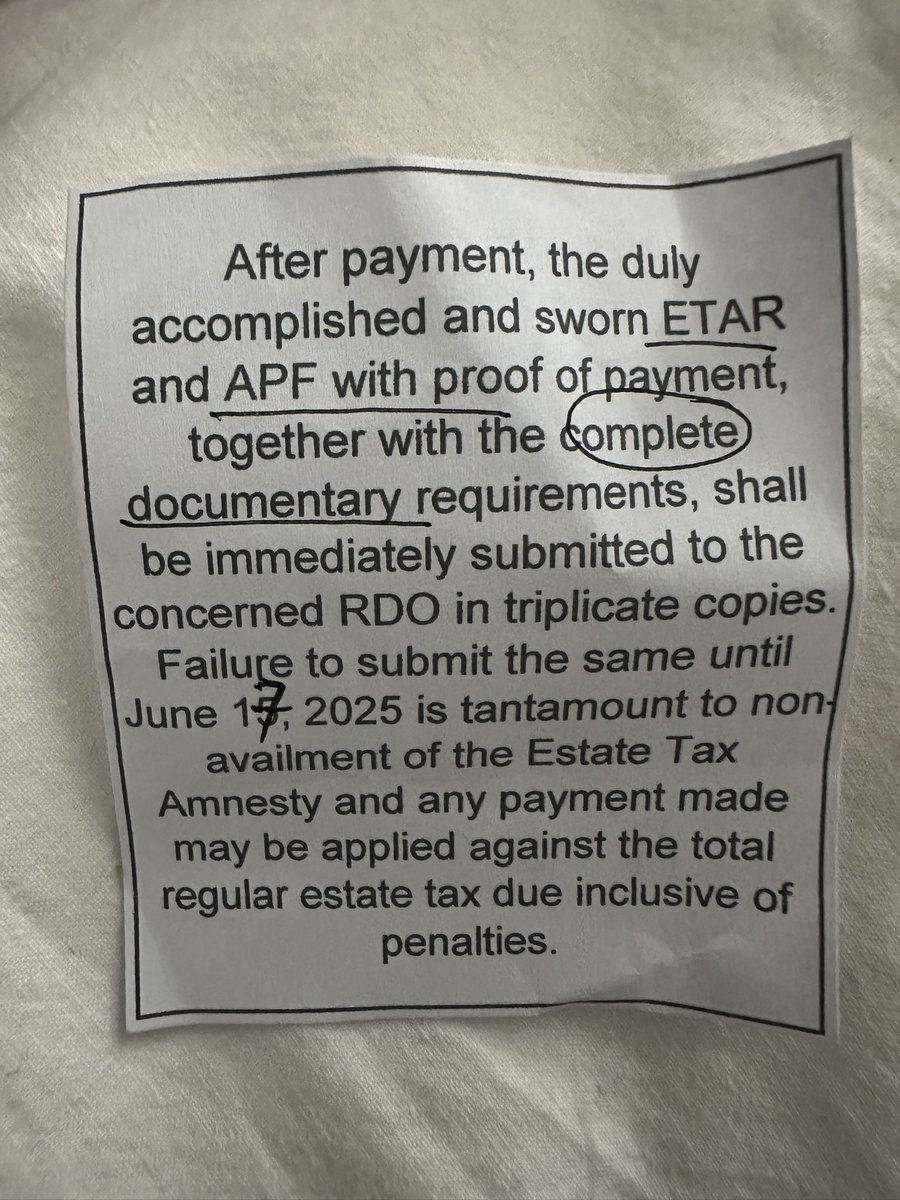 After payment, the duly
accomplished and sworn ETAR
and APF with proof of payment,
together with the complete
documentary requirements, shall
be immediately submitted to the
concerned RDO in triplicate copies.
Failure to submit the same until
June 17, 2025 is tantamount to non-
availment of the Estate Tax
Amnesty and any payment made
may be applied against the total
regular estate tax due inclusive of
penalties.